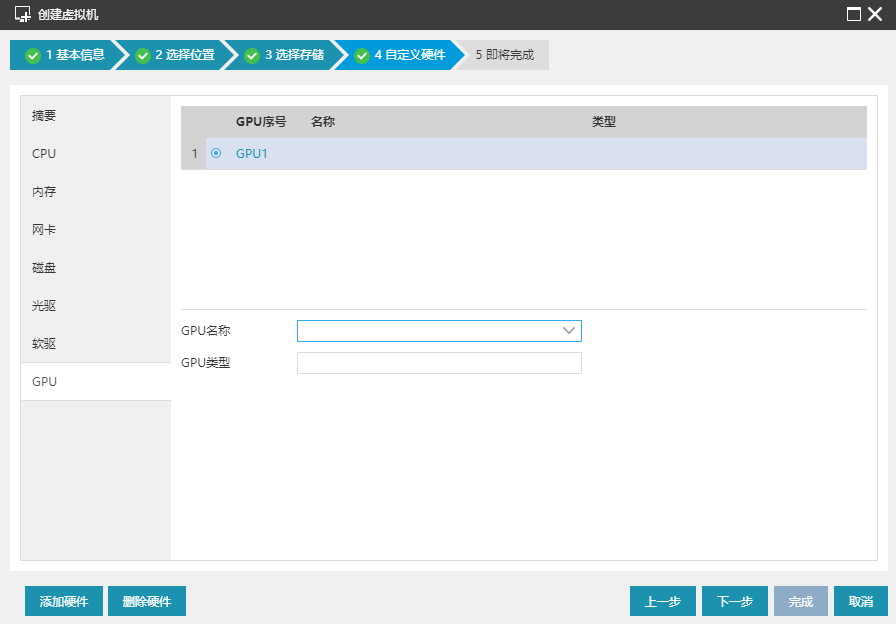 创建虚拟机
1 基本信息 2 选择位置 3 选择存储 4 自定义硬件 5 即将完成
摘要
CPU
内存
网卡
磁盘
光驱
软驱
GPU
GPU序号 名称 类型
1 GPU1
GPU名称
GPU类型
添加硬件 删除硬件 上一步 下一步 完成 取消